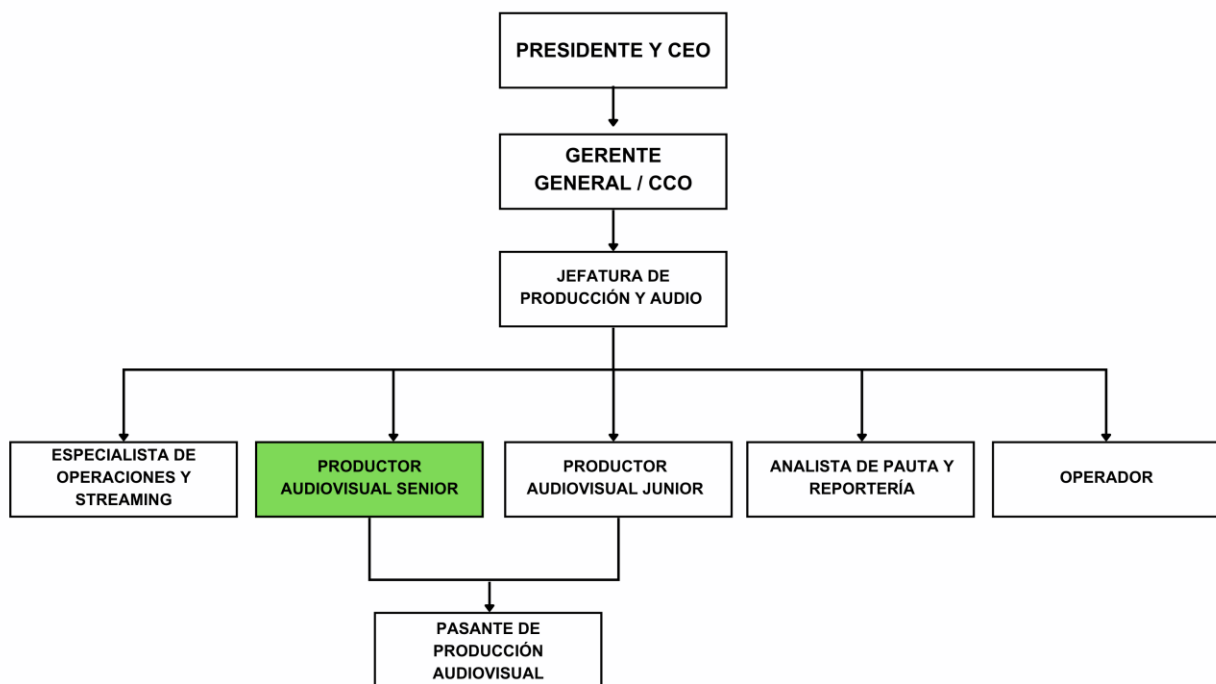 PRESIDENTE Y CEO
GERENTE
GENERAL / CCO
JEFATURA DE
PRODUCCIÓN Y AUDIO
ESPECIALISTA DE
OPERACIONES Y
STREAMING
PRODUCTOR
AUDIOVISUAL SENIOR
PRODUCTOR
AUDIOVISUAL JUNIOR
ANALISTA DE PAUTA Y
REPORTERÍA
OPERADOR
PASANTE DE
PRODUCCIÓN
AUDIOVISUAL